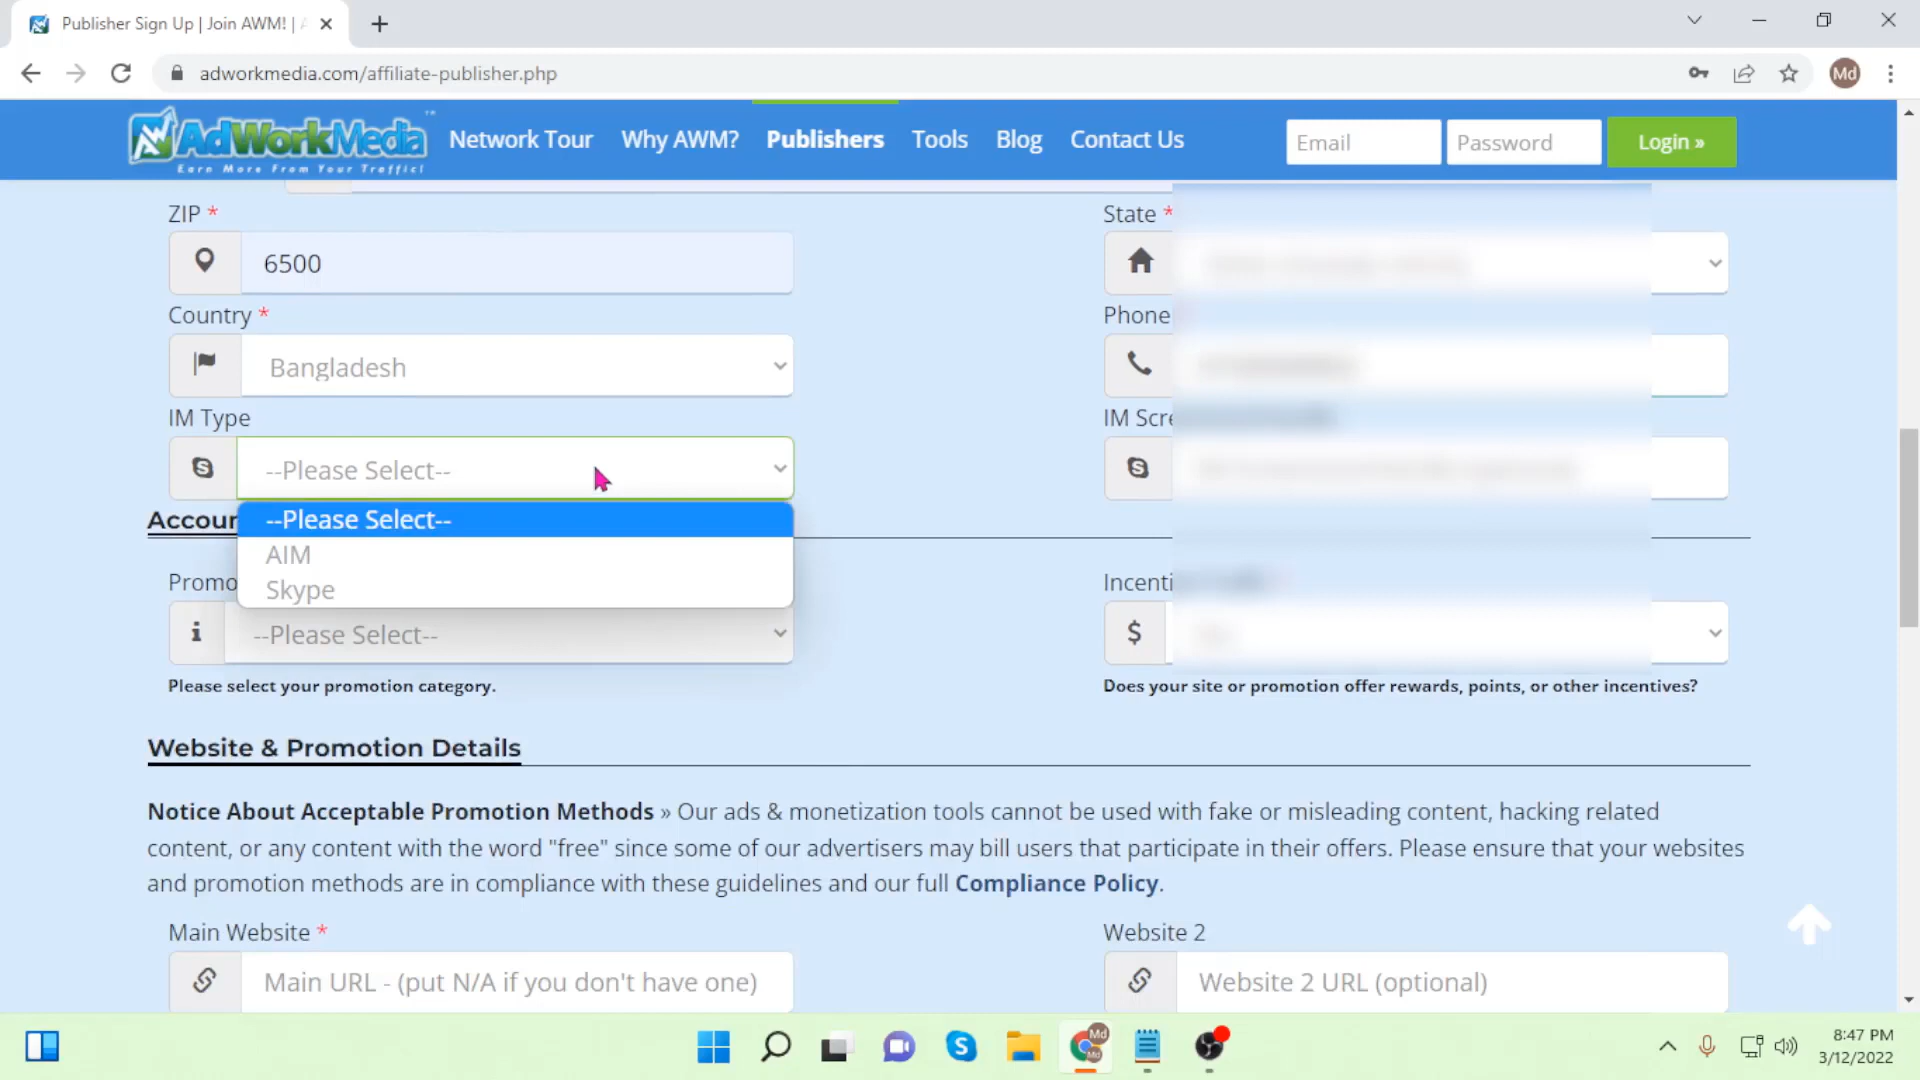 Publisher Sign Up | Join AWM! | A
adworkmedia.com/affiliate-publisher.php
Md
AdWorkMedia™
Earn More From Your Traffic!
Network Tour
Why AWM?
Publishers
Tools
Blog
Contact Us
Email
Password
Login »
ZIP *
State *
6500
Country *
Phone
Bangladesh
IM Type
IM Scre
--Please Select--
Accoun
--Please Select--
AIM
Skype
Promo
Incenti
--Please Select--
Please select your promotion category.
Does your site or promotion offer rewards, points, or other incentives?
Website & Promotion Details
Notice About Acceptable Promotion Methods » Our ads & monetization tools cannot be used with fake or misleading content, hacking related
content, or any content with the word "free" since some of our advertisers may bill users that participate in their offers. Please ensure that your websites
and promotion methods are in compliance with these guidelines and our full Compliance Policy.
Main Website *
Website 2
Main URL - (put N/A if you don't have one)
Website 2 URL (optional)
Md
Md
8:47 PM
3/12/2022